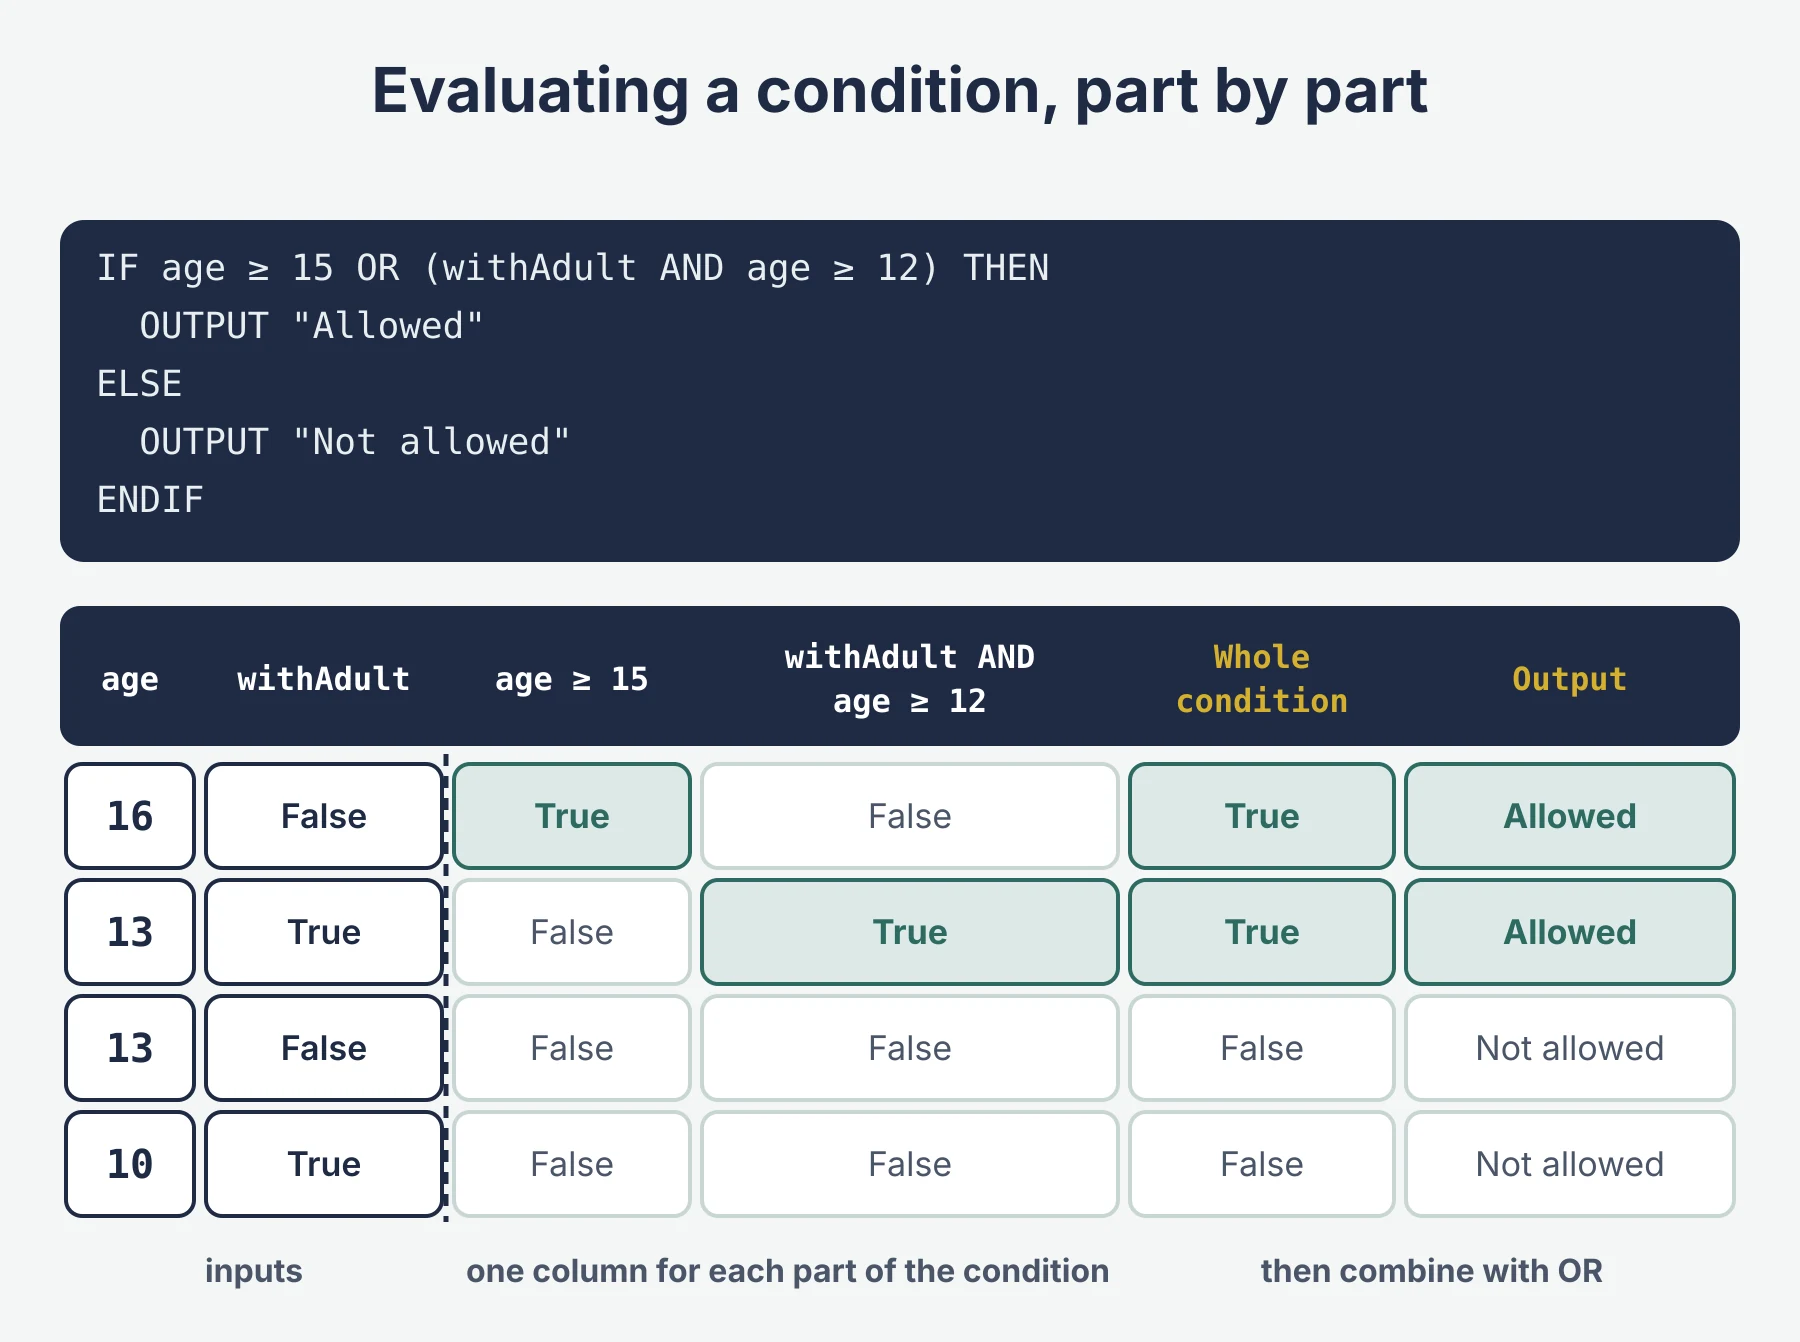 Evaluating a condition, part by part
IF age ≥ 15 OR (withAdult AND age ≥ 12) THEN
  OUTPUT "Allowed"
ELSE
  OUTPUT "Not allowed"
ENDIF
age withAdult age ≥ 15 withAdult AND age ≥ 12 Whole condition Output
16 False True False True Allowed
13 True False True True Allowed
13 False False False False Not allowed
10 True False False False Not allowed
inputs one column for each part of the condition then combine with OR